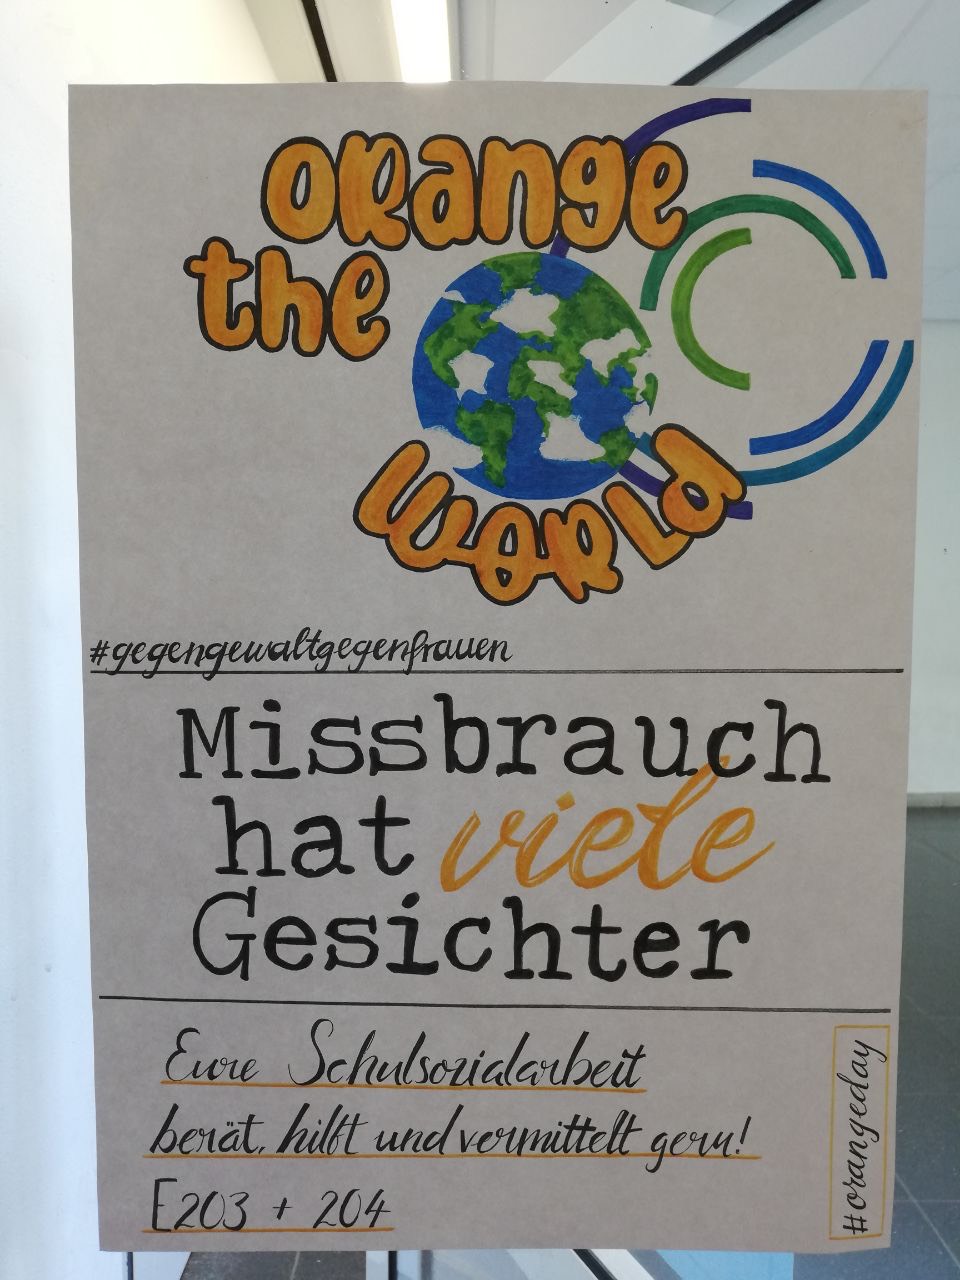 orange
the
World
#gegengewaltgegenfrauen
Missbrauch
hat viele
Gesichter
Eure Schulsozialarbeit
berät, hilft und vermittelt gern!
E203 + 204
#orangeday